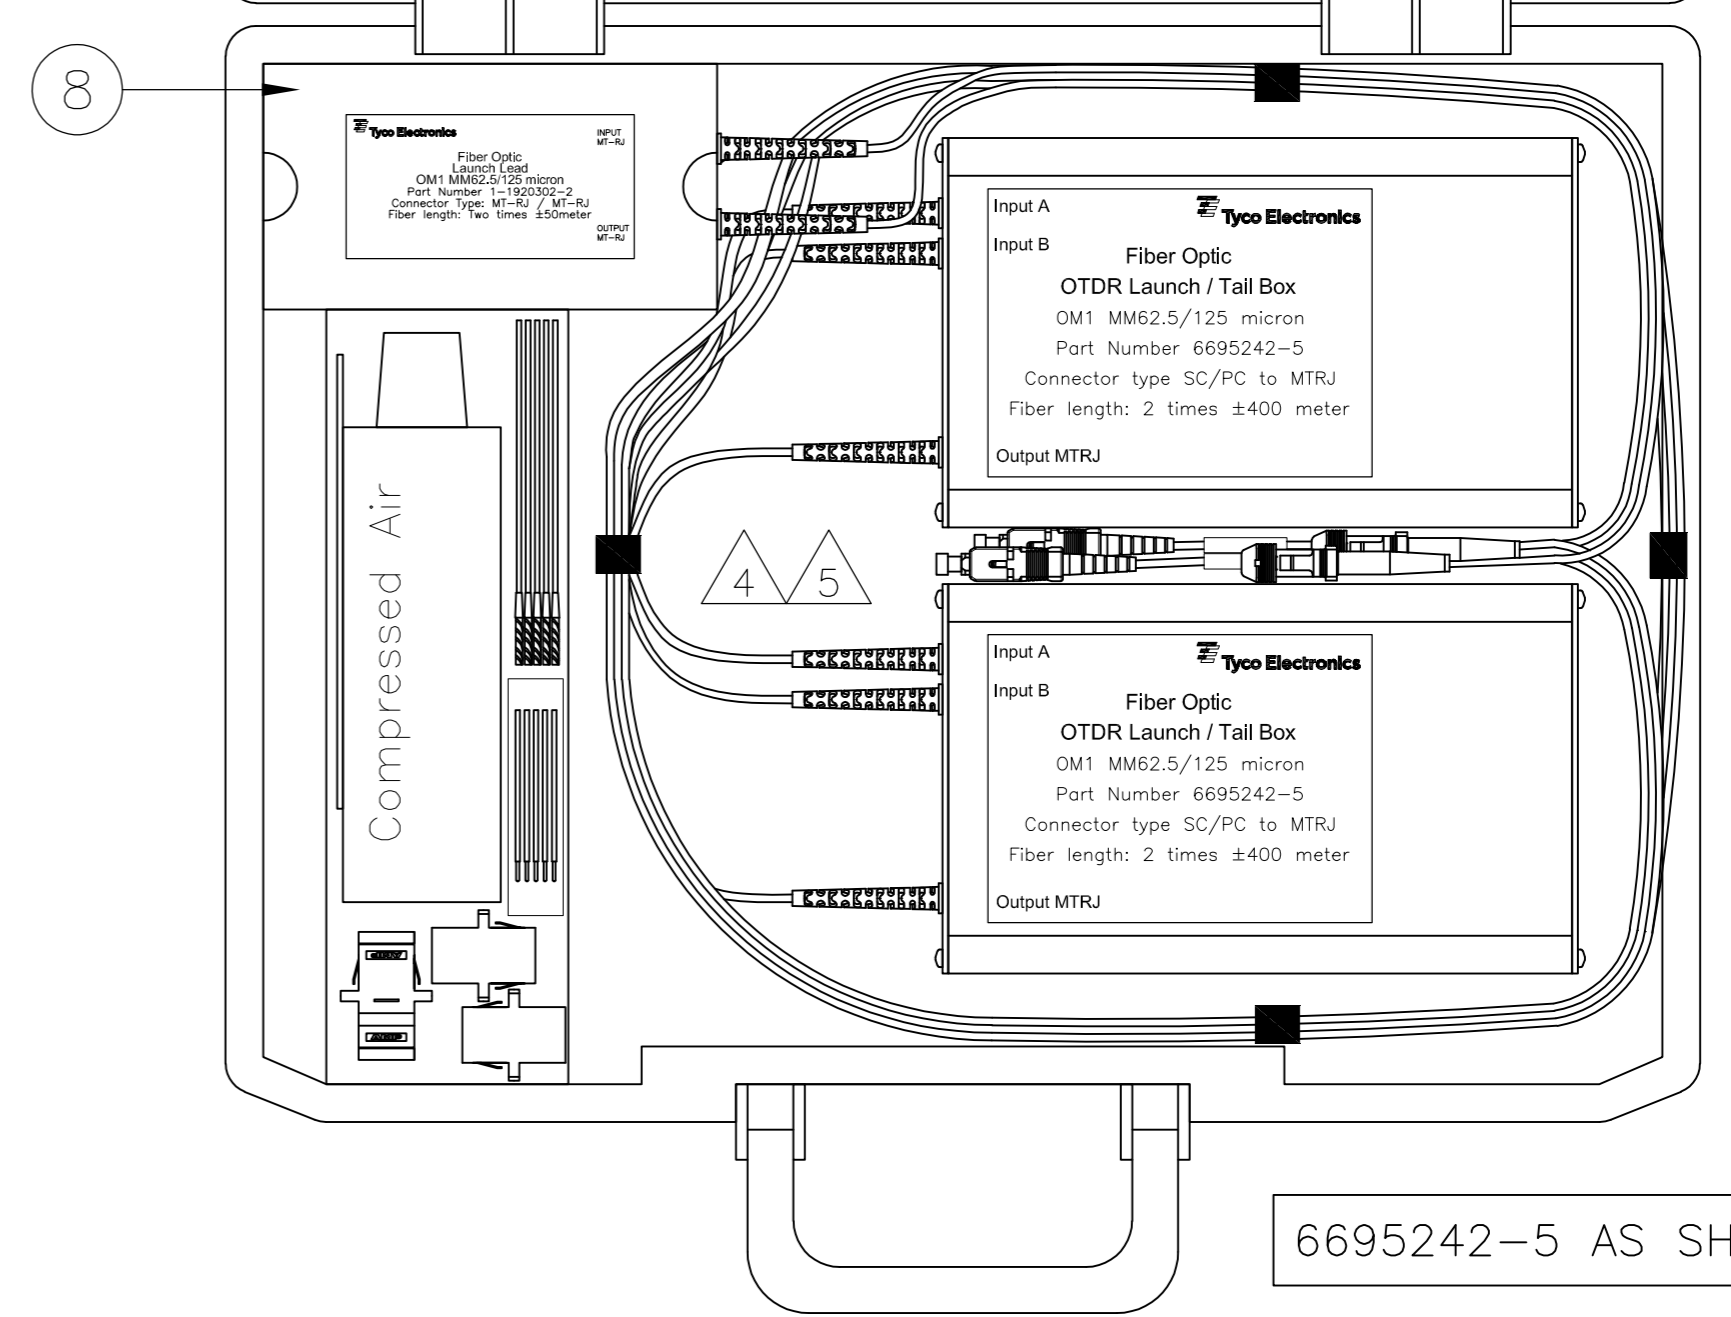 8
Tyco Electronics
INPUT
MT-RJ
Fiber Optic
Launch Lead
OM1 MM62.5/125 micron
Part Number 1-1920302-2
Connector Type: MT-RJ / MT-RJ
Fiber length: Two times ±50meter
OUTPUT
MT-RJ
Input A
Tyco Electronics
Input B
Fiber Optic
OTDR Launch / Tail Box
OM1 MM62.5/125 micron
Part Number 6695242-5
Connector type SC/PC to MTRJ
Fiber length: 2 times ±400 meter
Output MTRJ
Compressed Air
4
5
Input A
Tyco Electronics
Input B
Fiber Optic
OTDR Launch / Tail Box
OM1 MM62.5/125 micron
Part Number 6695242-5
Connector type SC/PC to MTRJ
Fiber length: 2 times ±400 meter
Output MTRJ
6695242-5 AS SH